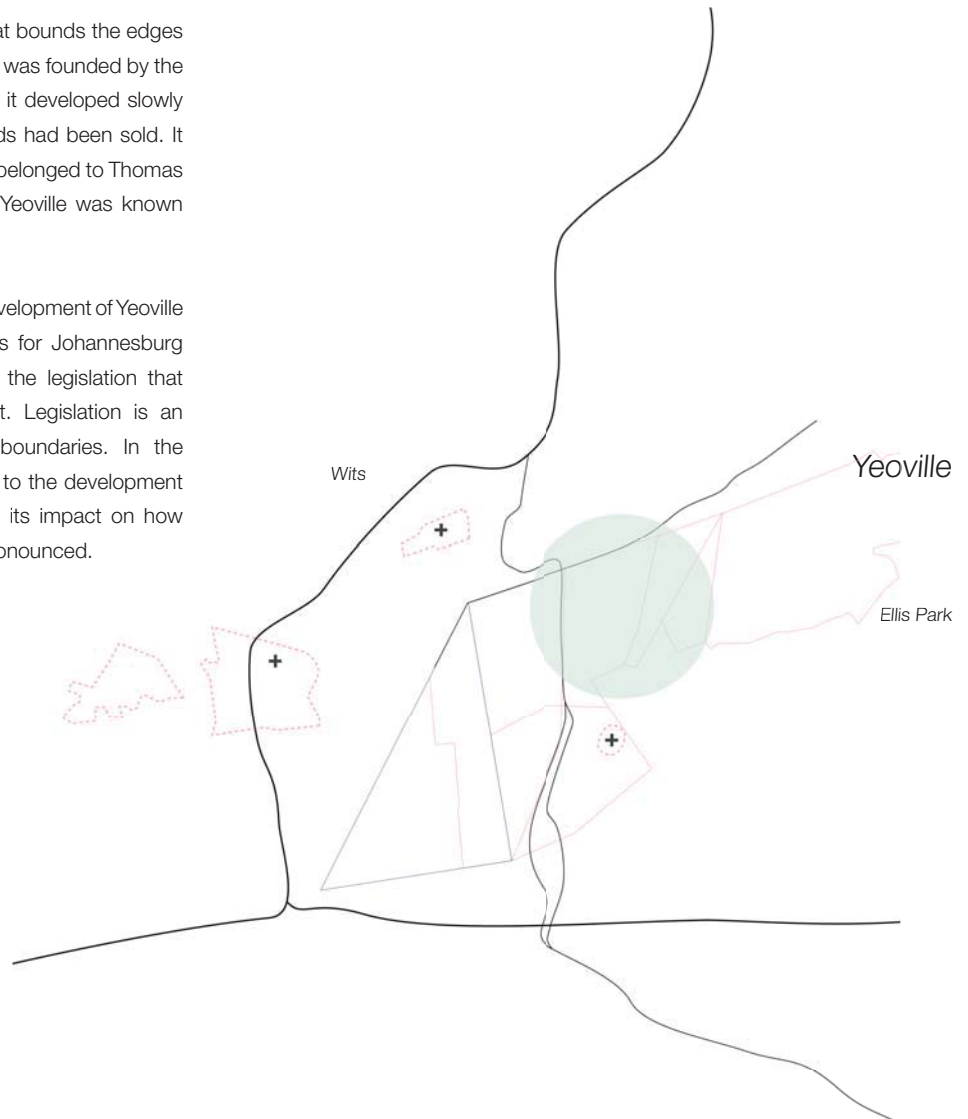 at bounds the edges
was founded by the
it developed slowly
ds had been sold. It
belonged to Thomas
Yeoville was known
velopment of Yeoville
s for Johannesburg
the legislation that
t. Legislation is an
boundaries. In the
to the development
its impact on how
onounced.
Wits
Yeoville
Ellis Park